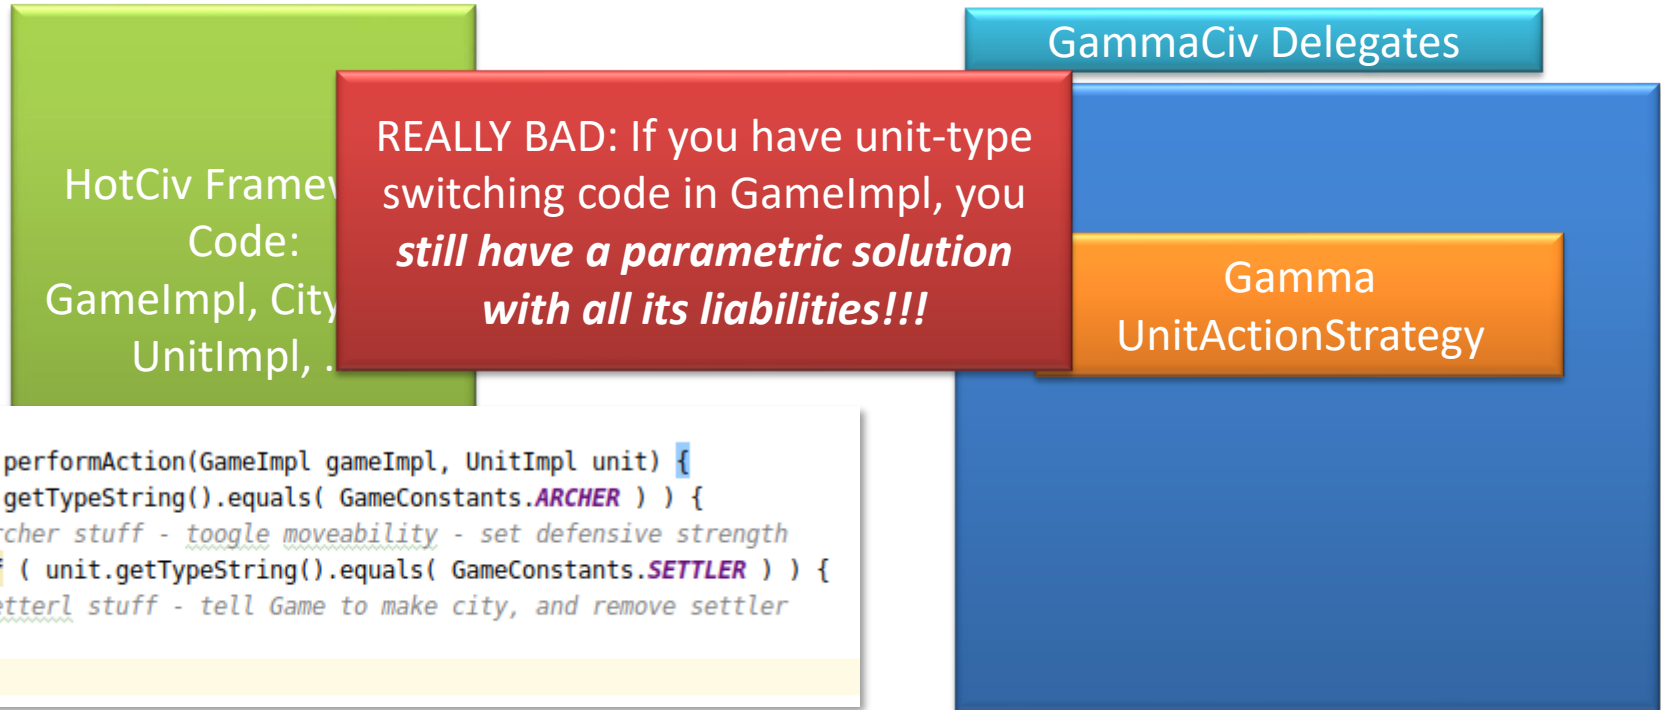 GammaCiv Delegates
HotCiv Framew
Code:
GameImpl, City
UnitImpl, .
REALLY BAD: If you have unit-type
switching code in GameImpl, you
still have a parametric solution
with all its liabilities!!!
Gamma
UnitActionStrategy
performAction(GameImpl gameImpl, UnitImpl unit) {
getTypeString().equals( GameConstants.ARCHER ) ) {
rcher stuff - toogle moveability - set defensive strength
f ( unit.getTypeString().equals( GameConstants.SETTLER ) ) {
etterl stuff - tell Game to make city, and remove settler